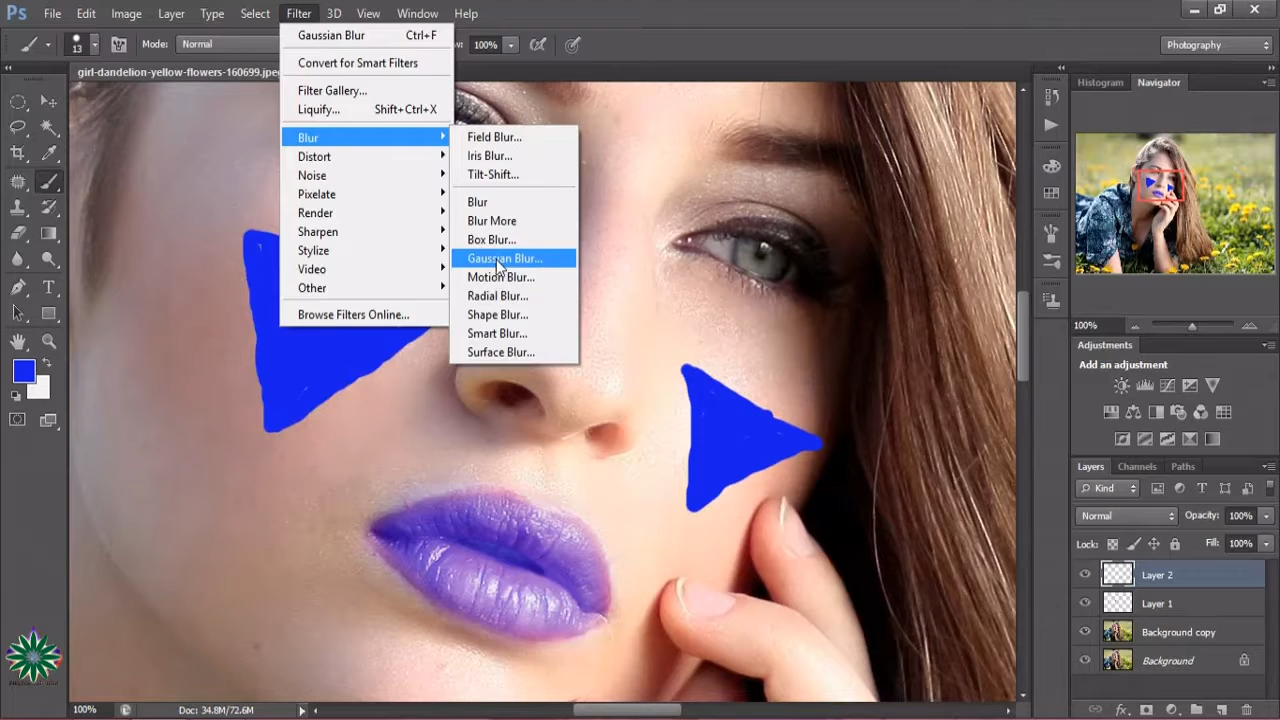 Ps File Edit Image Layer Type Select Filter 3D View Window Help
13 Mode: Normal 100%
Photography
girl-dandelion-yellow-flowers-160699.jpe
Gaussian Blur Ctrl+F
Convert for Smart Filters
Filter Gallery...
Liquify... Shift+Ctrl+X
Blur
Distort
Noise
Pixelate
Render
Sharpen
Stylize
Video
Other
Browse Filters Online...
Field Blur...
Iris Blur...
Tilt-Shift...
Blur
Blur More
Box Blur...
Gaussian Blur...
Motion Blur...
Radial Blur...
Shape Blur...
Smart Blur...
Surface Blur...
Histogram Navigator
100%
Adjustments
Add an adjustment
Layers Channels Paths
Kind
Normal Opacity: 100%
Lock: Fill: 100%
Layer 2
Layer 1
Background copy
Background
100% Doc: 34.8M/72.6M